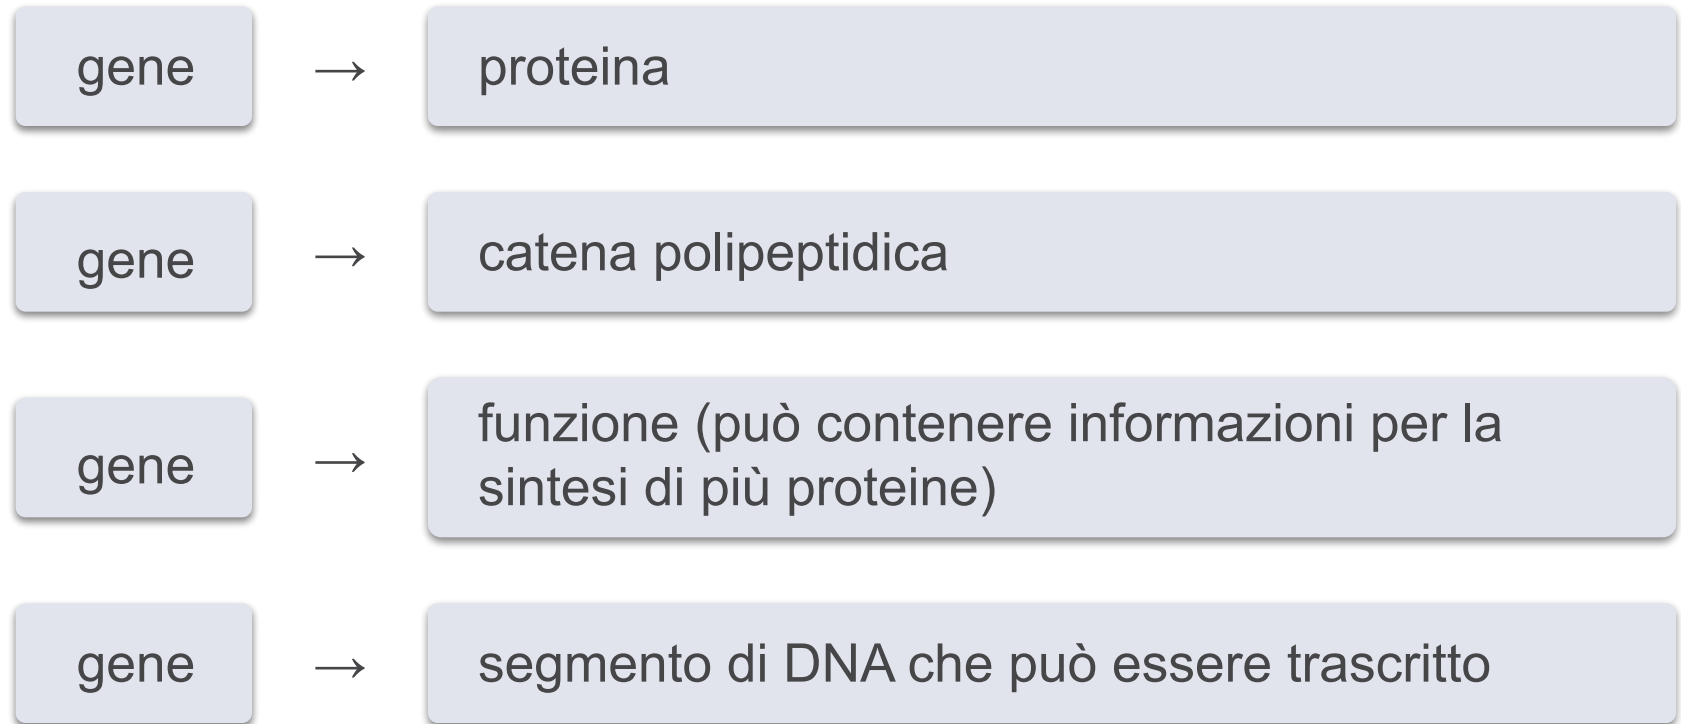 gene → proteina
gene → catena polipeptidica
gene → funzione (può contenere informazioni per la
sintesi di più proteine)
gene → segmento di DNA che può essere trascritto